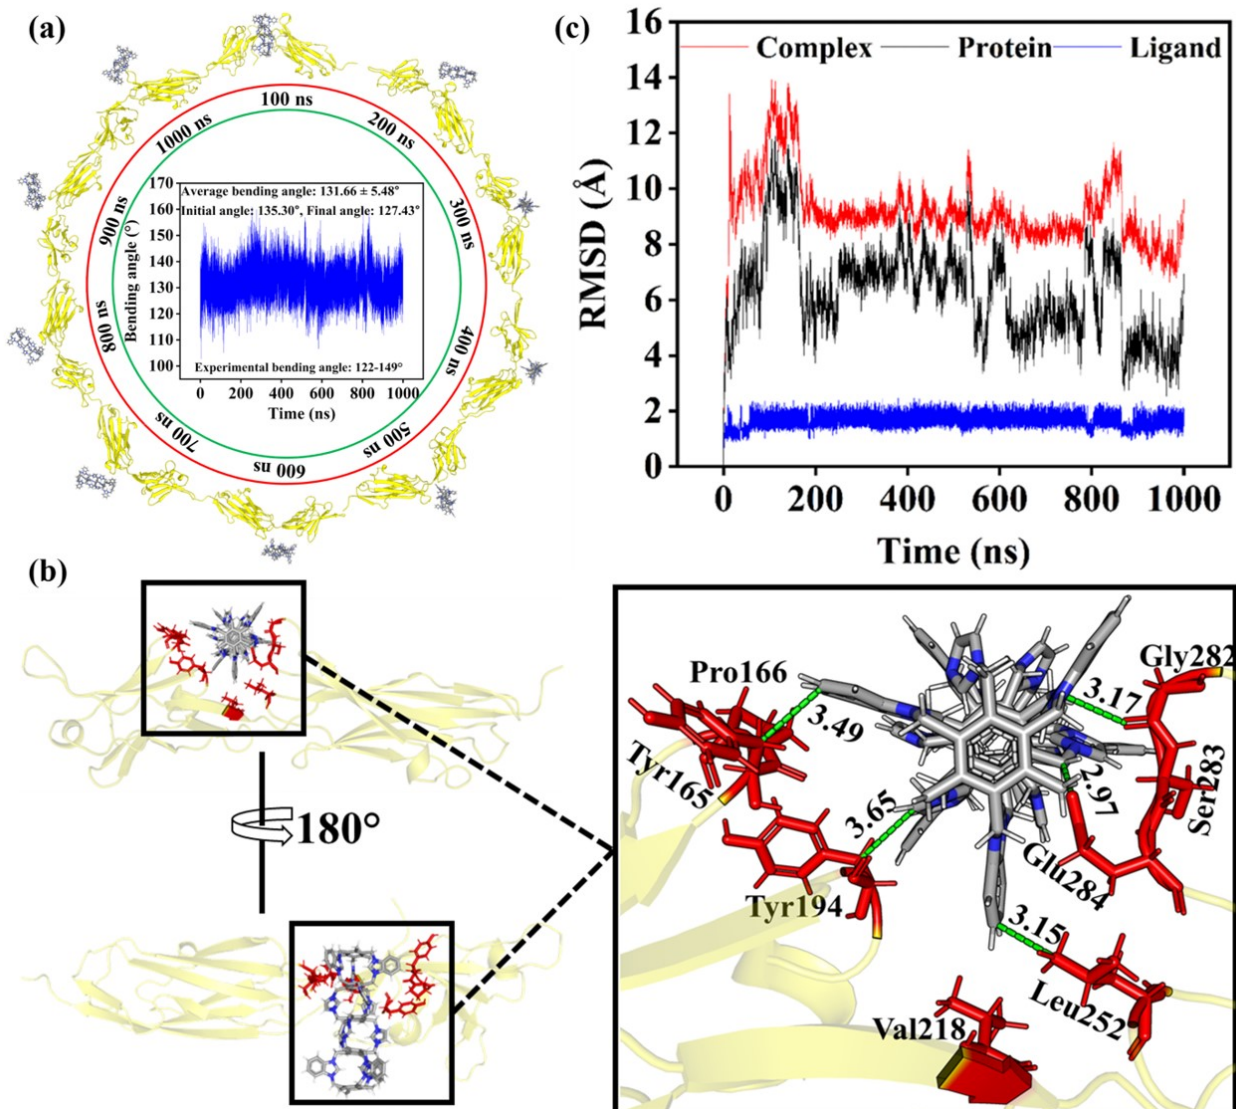 (a)
100 ns
200 ns
300 ns
400 ns
500 ns
600 ns
700 ns
800 ns
900 ns
1000 ns
Average bending angle: 131.66 ± 5.48°
Initial angle: 135.30°, Final angle: 127.43°
Experimental bending angle: 122-149°
Bending angle (°)
170
160
150
140
130
120
110
100
0 200 400 600 800 1000
Time (ns)
(c)
Complex Protein Ligand
RMSD (Å)
16
14
12
10
8
6
4
2
0
0 200 400 600 800 1000
Time (ns)
(b)
180°
Pro166
Gly282
3.17
3.49
Tyr165
Ser283
2.97
3.65
Glu284
Tyr194
3.15
Leu252
Val218